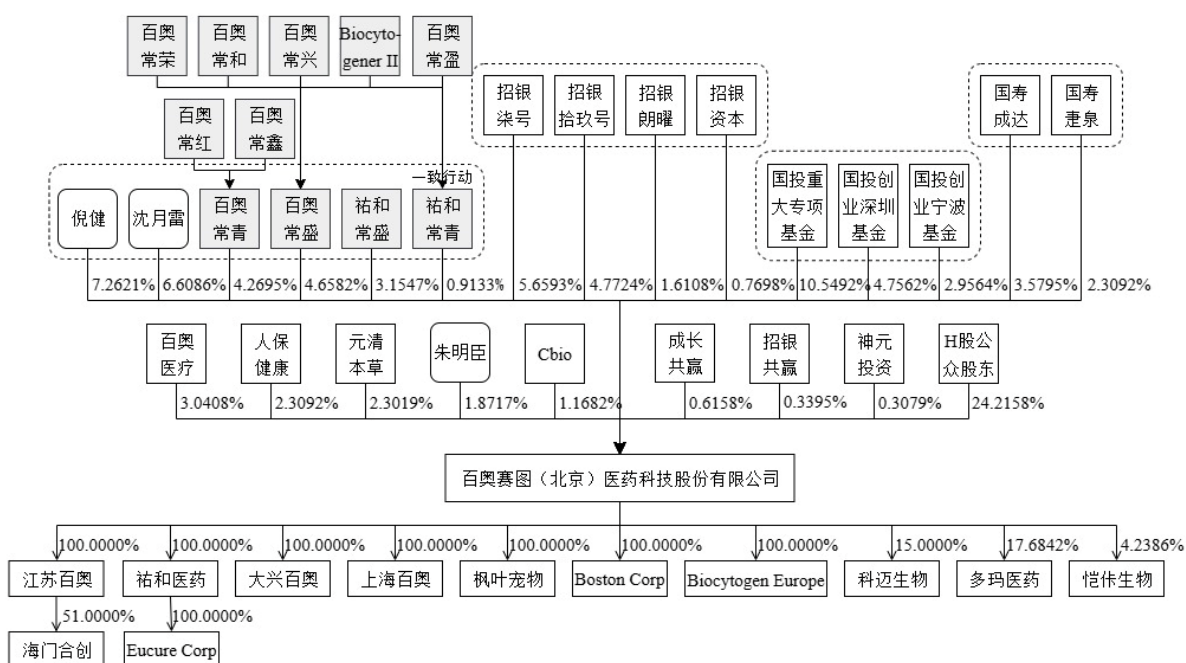 百奥 百奥 百奥 Biocyto- 百奥
常荣 常和 常兴 gener II 常盈
招银 招银 招银 招银 国寿 国寿
柒号 拾玖号 朗曜 资本 成达 疌泉
百奥 百奥
常红 常鑫
一致行动
倪健 沈月雷 百奥 百奥 祐和 祐和 国投重 国投创 国投创
常青 常盛 常盛 常青 大专项 业深圳 业宁波
基金 基金 基金
7.2621% 6.6086% 4.2695% 4.6582% 3.1547% 0.9133% 5.6593% 4.7724% 1.6108% 0.7698% 10.5492% 4.7562% 2.9564% 3.5795% 2.3092%
百奥 人保 元清 朱明臣 Cbio 成长 招银 神元 H股公
医疗 健康 本草 共赢 共赢 投资 众股东
3.0408% 2.3092% 2.3019% 1.8717% 1.1682% 0.6158% 0.3395% 0.3079% 24.2158%
百奥赛图（北京）医药科技股份有限公司
100.0000% 100.0000% 100.0000% 100.0000% 100.0000% 100.0000% 100.0000% 15.0000% 17.6842% 4.2386%
江苏百奥 祐和医药 大兴百奥 上海百奥 枫叶宠物 Boston Corp Biocytogen Europe 科迈生物 多玛医药 恺佧生物
51.0000% 100.0000%
海门合创 Eucure Corp